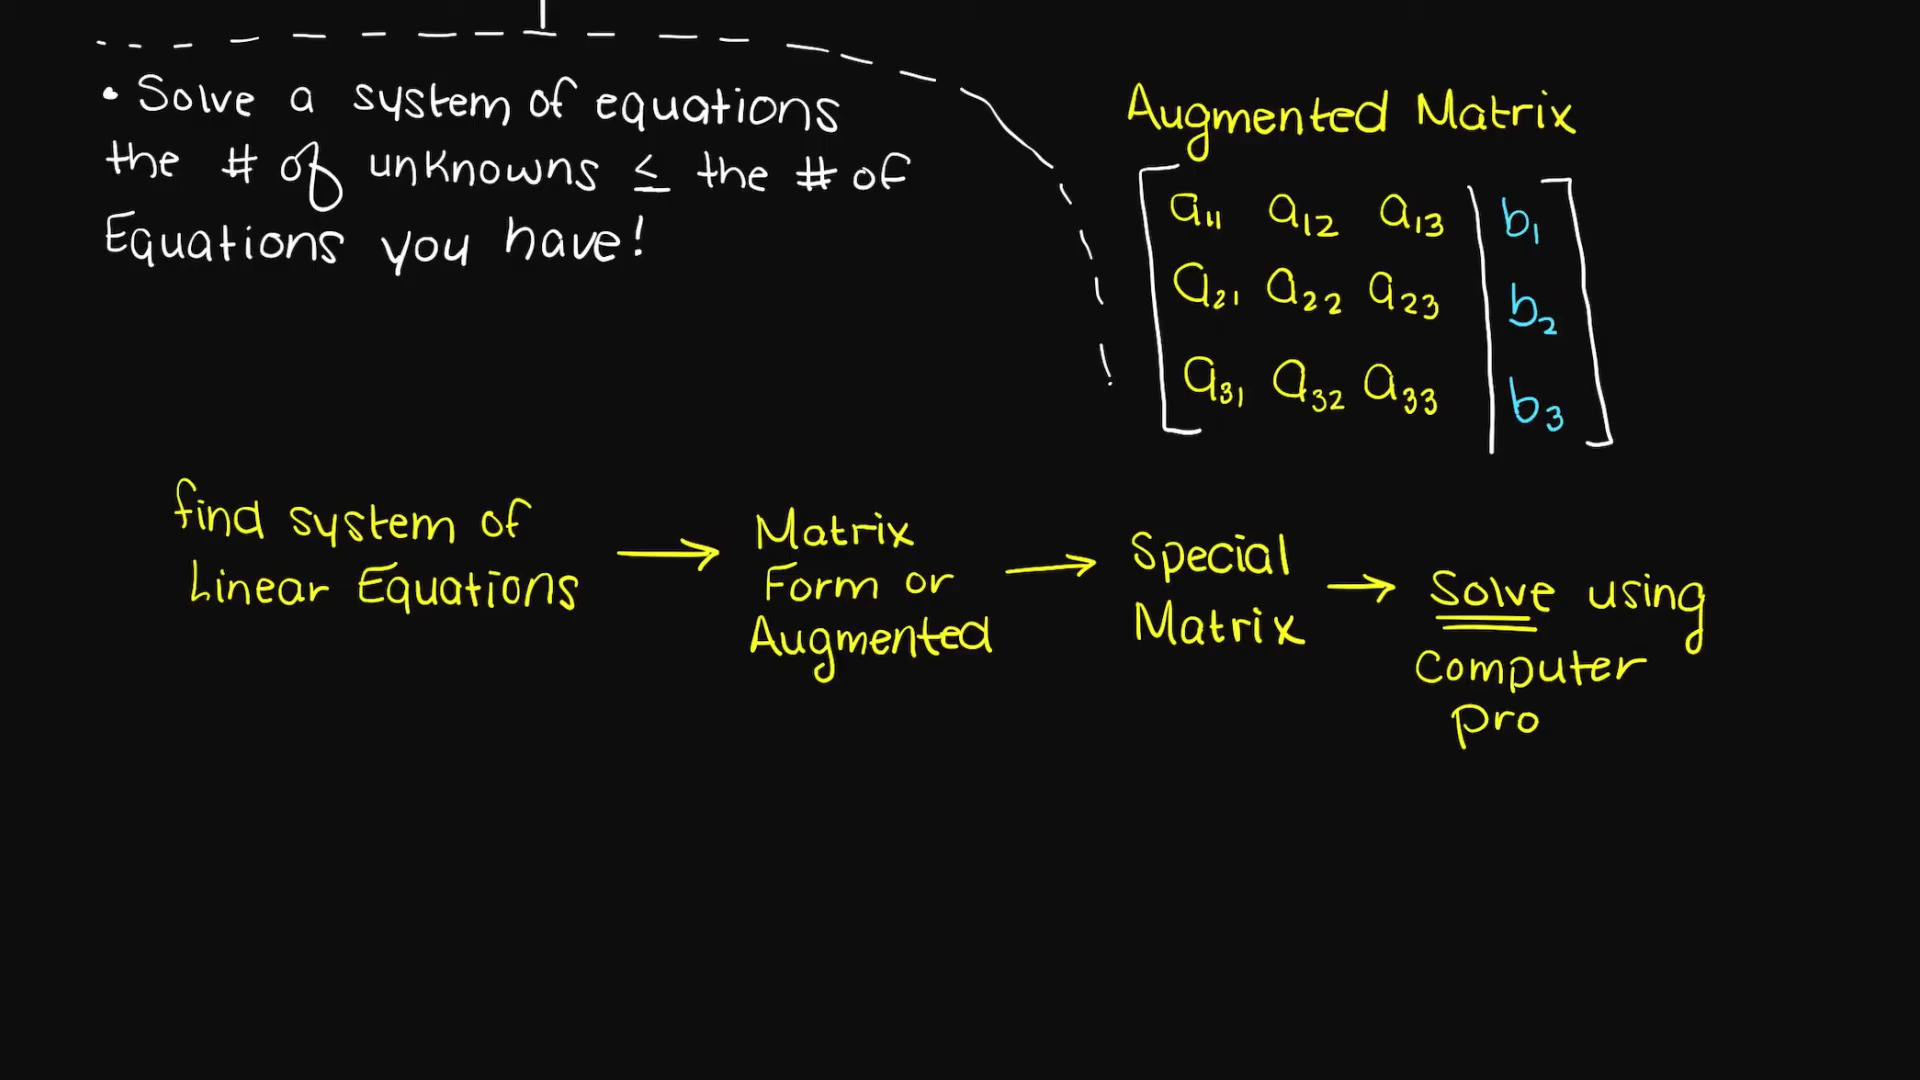 • Solve a system of equations
the # of unknowns ≤ the # of
Equations you have!
Augmented Matrix
a11 a12 a13 | b1
a21 a22 a23 | b2
a31 a32 a33 | b3
find system of
Linear Equations
→ Matrix
Form or
Augmented
→ Special
Matrix
→ Solve using
Computer
pro